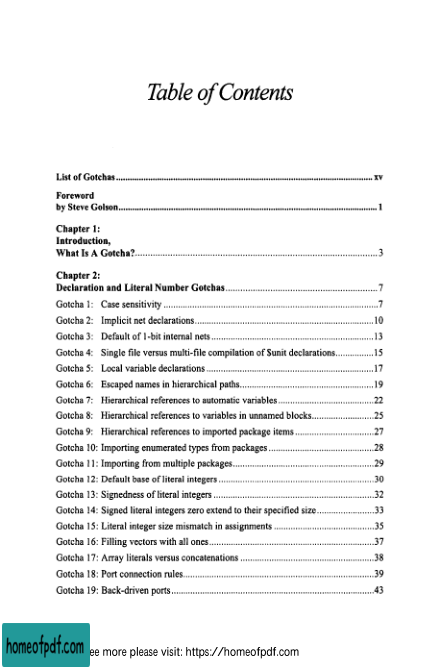 Table of Contents
List of Gotchas............xv
Foreword
by Steve Golson............1
Chapter 1:
Introduction,
What Is A Gotcha?............3
Chapter 2:
Declaration and Literal Number Gotchas............7
Gotcha 1: Case sensitivity............7
Gotcha 2: Implicit net declarations............10
Gotcha 3: Default of 1-bit internal nets............13
Gotcha 4: Single file versus multi-file compilation of $unit declarations............15
Gotcha 5: Local variable declarations............17
Gotcha 6: Escaped names in hierarchical paths............19
Gotcha 7: Hierarchical references to automatic variables............22
Gotcha 8: Hierarchical references to variables in unnamed blocks............25
Gotcha 9: Hierarchical references to imported package items............27
Gotcha 10: Importing enumerated types from packages............28
Gotcha 11: Importing from multiple packages............29
Gotcha 12: Default base of literal integers............30
Gotcha 13: Signedness of literal integers............32
Gotcha 14: Signed literal integers zero extend to their specified size............33
Gotcha 15: Literal integer size mismatch in assignments............35
Gotcha 16: Filling vectors with all ones............37
Gotcha 17: Array literals versus concatenations............38
Gotcha 18: Port connection rules............39
Gotcha 19: Back-driven ports............43
homeofpdf.com
ee more please visit: https://homeofpdf.com